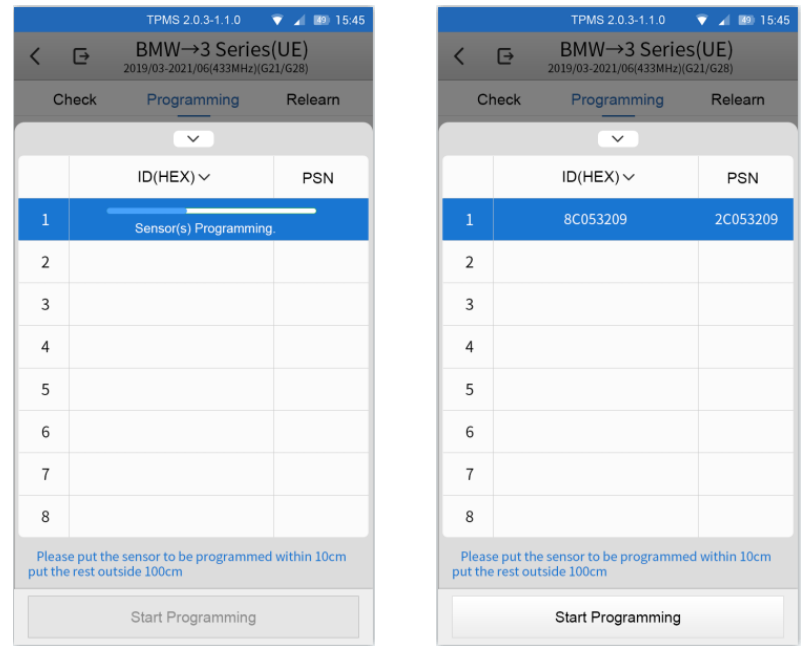 TPMS 2.0.3-1.1.0 49 15:45
BMW→3 Series(UE)
2019/03-2021/06(433MHz)(G21/G28)
Check Programming Relearn
ID(HEX) PSN
1 Sensor(s) Programming.
2
3
4
5
6
7
8
Please put the sensor to be programmed within 10cm
put the rest outside 100cm
Start Programming
TPMS 2.0.3-1.1.0 49 15:45
BMW→3 Series(UE)
2019/03-2021/06(433MHz)(G21/G28)
Check Programming Relearn
ID(HEX) PSN
1 8C053209 2C053209
2
3
4
5
6
7
8
Please put the sensor to be programmed within 10cm
put the rest outside 100cm
Start Programming